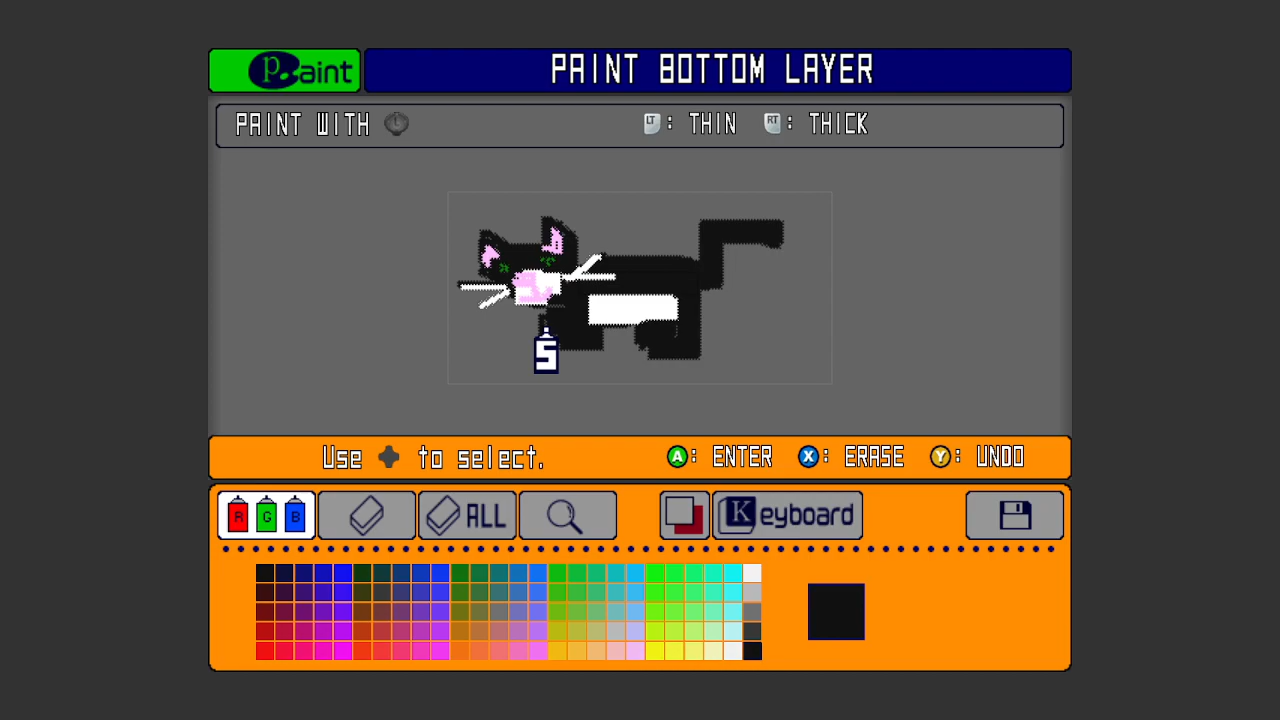 Paint PAINT BOTTOM LAYER
PAINT WITH L LT : THIN RT : THICK
S
Use to select. A : ENTER X : ERASE Y : UNDO
R G B ALL Keyboard